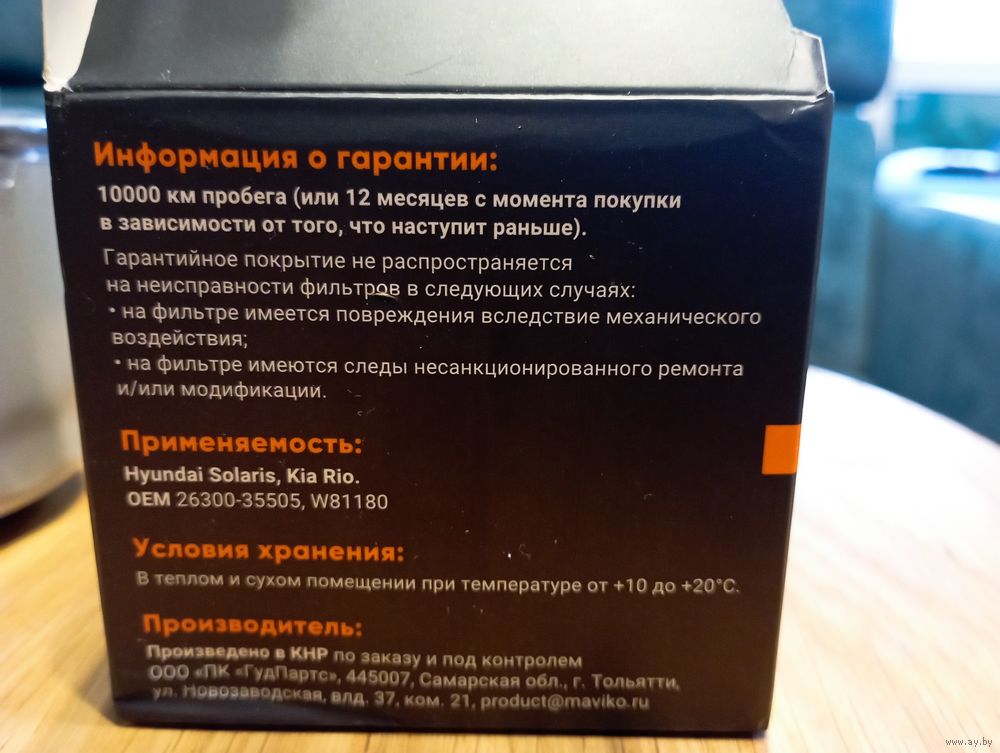 Информация о гарантии:
10000 км пробега (или 12 месяцев с момента покупки
в зависимости от того, что наступит раньше).
Гарантийное покрытие не распространяется
на неисправности фильтров в следующих случаях:
• на фильтре имеется повреждения вследствие механического
воздействия;
• на фильтре имеются следы несанкционированного ремонта
и/или модификации.
Применяемость:
Hyundai Solaris, Kia Rio.
OEM 26300-35505, W81180
Условия хранения:
В теплом и сухом помещении при температуре от +10 до +20°С.
Производитель:
Произведено в КНР по заказу и под контролем
ООО «ПК «ГудПартс», 445007, Самарская обл., г. Тольятти,
ул. Новозаводская, влд. 37, ком. 21, product@maviko.ru
www.ay.by